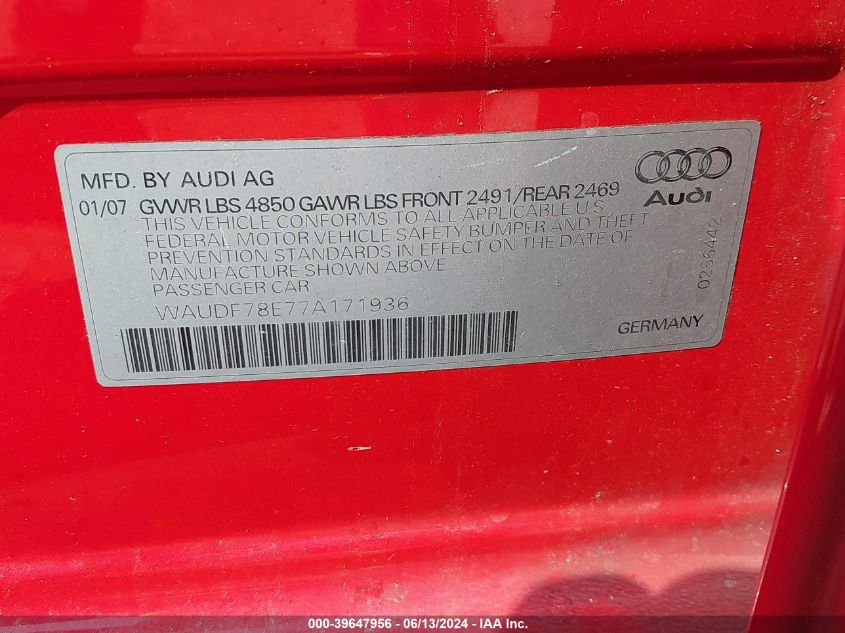 MFD. BY AUDI AG
01/07 GVWR LBS 4850 GAWR LBS FRONT 2491/REAR 2469
THIS VEHICLE CONFORMS TO ALL APPLICABLE U.S.
FEDERAL MOTOR VEHICLE SAFETY BUMPER AND THEFT
PREVENTION STANDARDS IN EFFECT ON THE DATE OF
MANUFACTURE SHOWN ABOVE
PASSENGER CAR
WAUDF78E77A171936
Audi
0256442
GERMANY
000-39647956 - 06/13/2024 - IAA Inc.